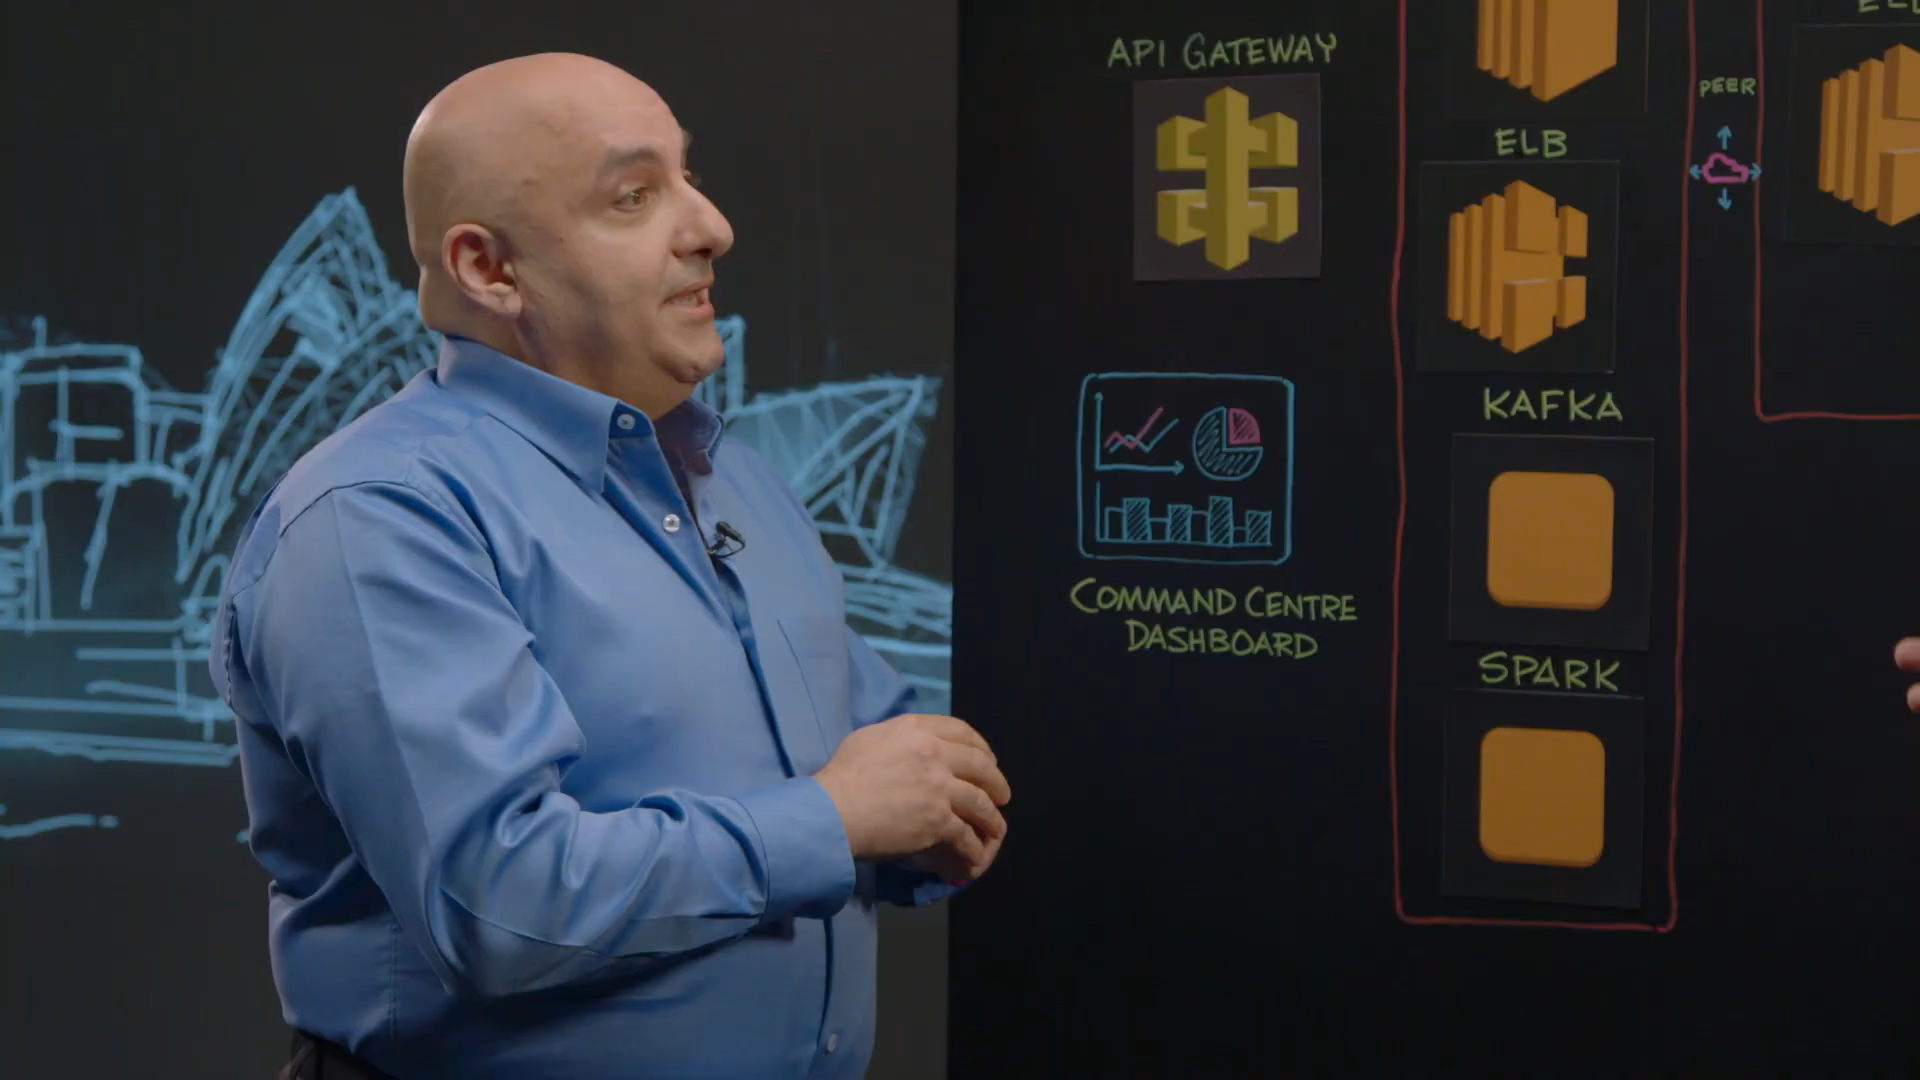 API GATEWAY
ELB
PEER
KAFKA
COMMAND CENTRE
DASHBOARD
SPARK